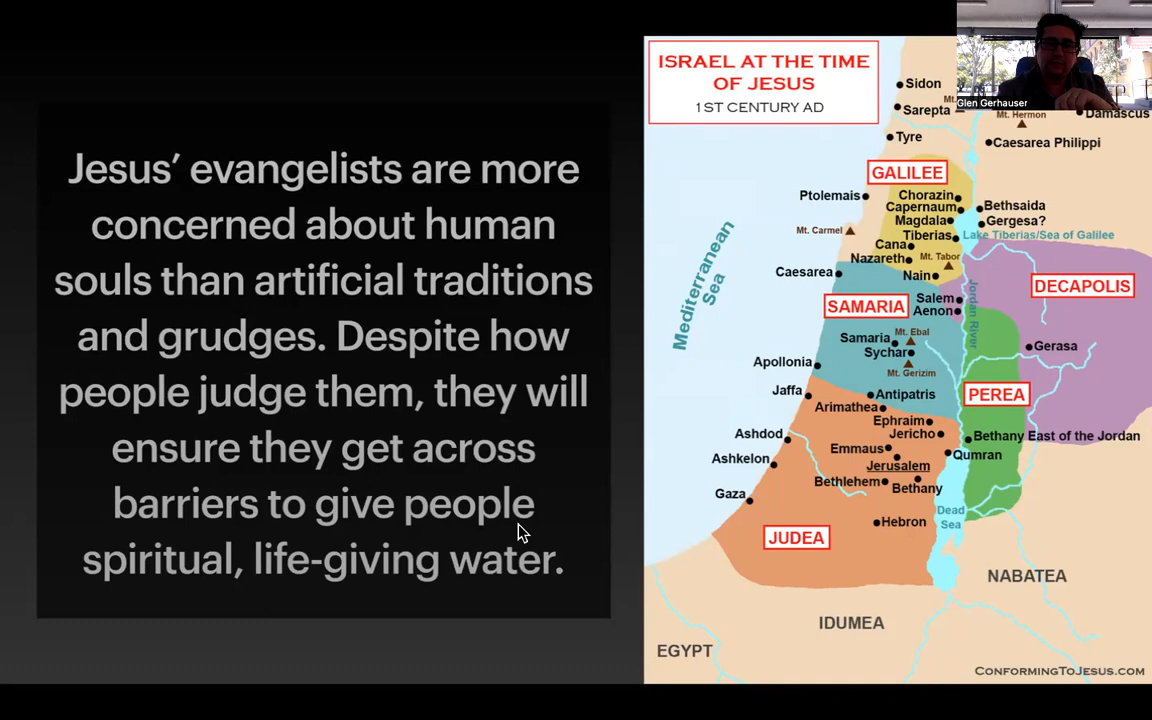 Jesus’ evangelists are more
concerned about human
souls than artificial traditions
and grudges. Despite how
people judge them, they will
ensure they get across
barriers to give people
spiritual, life-giving water.
Glen Gerhauser
ISRAEL AT THE TIME
OF JESUS
1ST CENTURY AD
Sidon
Mt.
Sarepta
Mt. Hermon
Damascus
Tyre
Caesarea Philippi
GALILEE
Ptolemais
Chorazin
Capernaum
Bethsaida
Magdala
Gergesa?
Mt. Carmel
Tiberias
Lake Tiberias/Sea of Galilee
Cana
Nazareth
Mt. Tabor
Caesarea
Nain
DECAPOLIS
Mediterranean
Sea
Jordan River
SAMARIA
Salem
Aenon
Samaria
Mt. Ebal
Sychar
Gerasa
Apollonia
Mt. Gerizim
Jaffa
Antipatris
PEREA
Arimathea
Ephraim
Ashdod
Jericho
Bethany East of the Jordan
Emmaus
Qumran
Ashkelon
Jerusalem
Bethlehem
Bethany
Gaza
Dead
Sea
Hebron
JUDEA
NABATEA
IDUMEA
EGYPT
CONFORMINGTOJESUS.COM